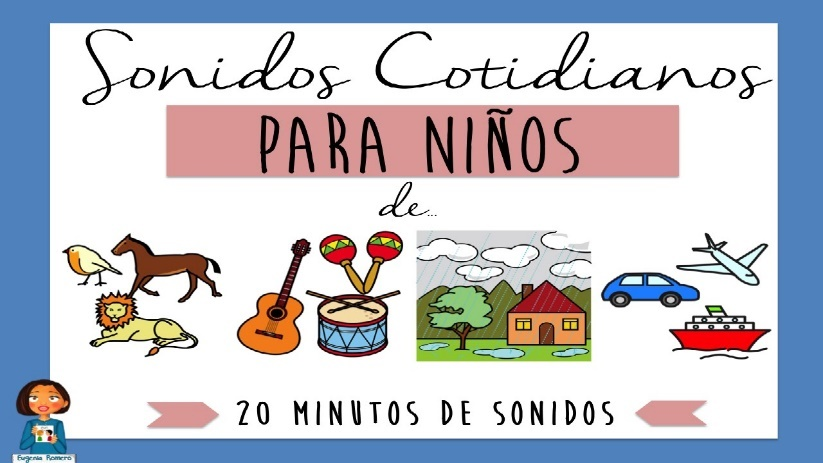 Sonidos Cotidianos
PARA NIÑOS
de...
20 MINUTOS DE SONIDOS
Eugenia Romero